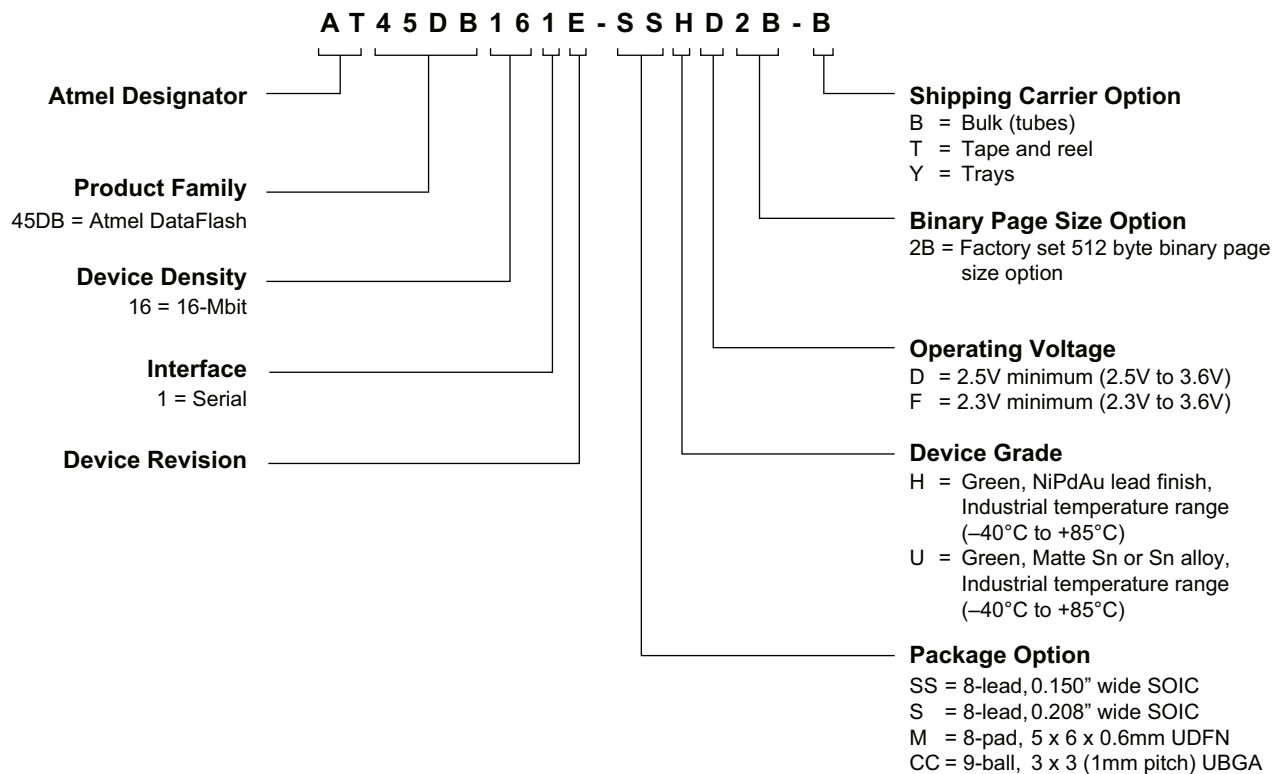 A T 4 5 D B 1 6 1 E - S S H D 2 B - B
Atmel Designator
Product Family
45DB = Atmel DataFlash
Device Density
16 = 16-Mbit
Interface
1 = Serial
Device Revision
Shipping Carrier Option
B = Bulk (tubes)
T = Tape and reel
Y = Trays
Binary Page Size Option
2B = Factory set 512 byte binary page
size option
Operating Voltage
D = 2.5V minimum (2.5V to 3.6V)
F = 2.3V minimum (2.3V to 3.6V)
Device Grade
H = Green, NiPdAu lead finish,
Industrial temperature range
(–40°C to +85°C)
U = Green, Matte Sn or Sn alloy,
Industrial temperature range
(–40°C to +85°C)
Package Option
SS = 8-lead, 0.150” wide SOIC
S = 8-lead, 0.208” wide SOIC
M = 8-pad, 5 x 6 x 0.6mm UDFN
CC = 9-ball, 3 x 3 (1mm pitch) UBGA